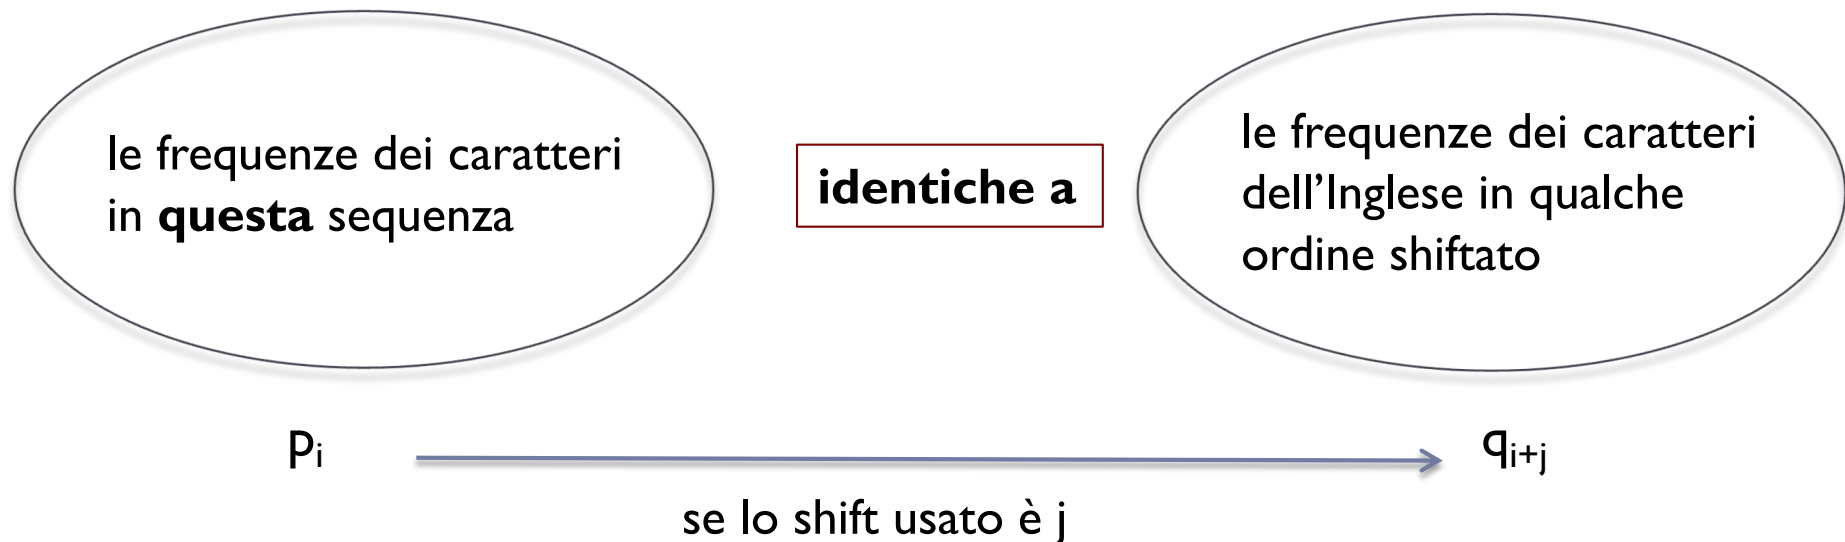 le frequenze dei caratteri
in questa sequenza
identiche a
le frequenze dei caratteri
dell’Inglese in qualche
ordine shiftato
pi
qi+j
se lo shift usato è j